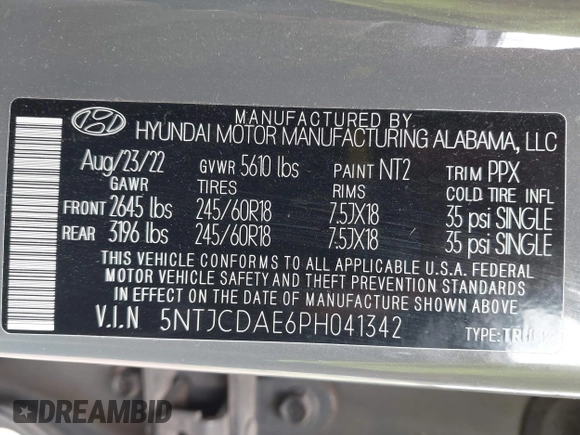 MANUFACTURED BY
HYUNDAI MOTOR MANUFACTURING ALABAMA, LLC
Aug/23/22 GVWR 5610 lbs PAINT NT2 TRIM PPX
GAWR TIRES RIMS COLD TIRE INFL
FRONT 2645 lbs 245/60R18 7.5JX18 35 psi SINGLE
REAR 3196 lbs 245/60R18 7.5JX18 35 psi SINGLE
THIS VEHICLE CONFORMS TO ALL APPLICABLE U.S.A. FEDERAL
MOTOR VEHICLE SAFETY AND THEFT PREVENTION STANDARDS
IN EFFECT ON THE DATE OF MANUFACTURE SHOWN ABOVE.
V.I.N 5NTJCDAE6PH041342 TYPE:TRUCK
DREAMBID